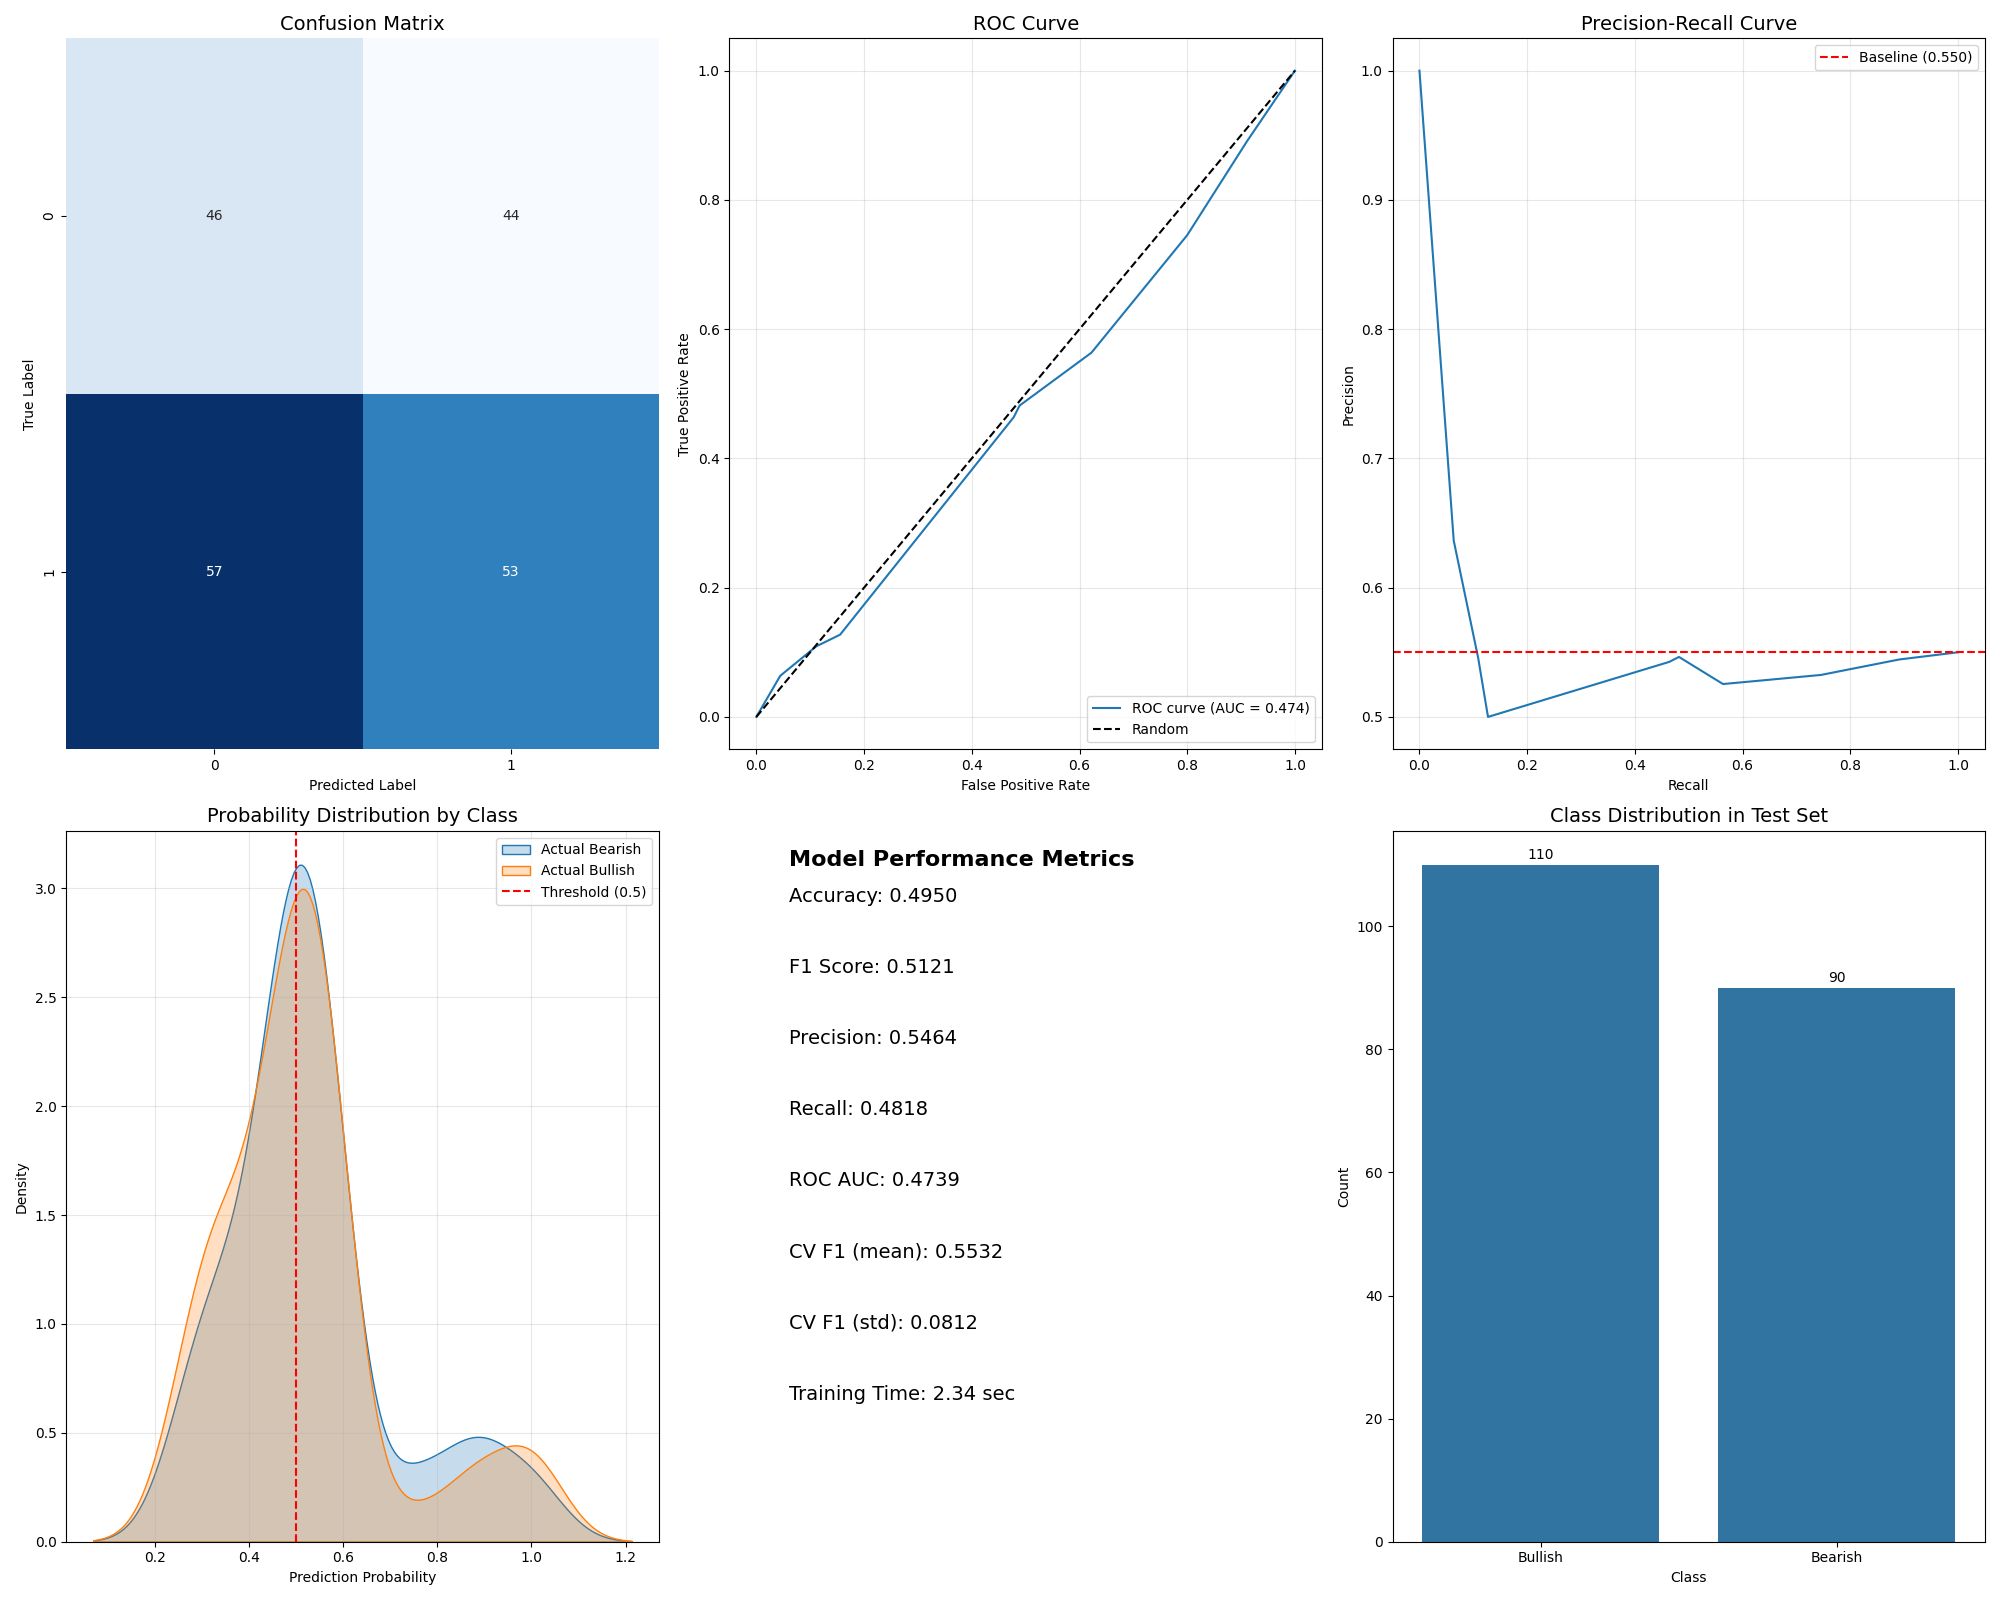 Confusion Matrix
46
44
57
53
0
1
True Label
0
1
Predicted Label
ROC Curve
1.0
0.8
0.6
0.4
0.2
0.0
True Positive Rate
ROC curve (AUC = 0.474)
Random
0.0
0.2
0.4
0.6
0.8
1.0
False Positive Rate
Precision-Recall Curve
Baseline (0.550)
1.0
0.9
0.8
0.7
0.6
0.5
Precision
0.0
0.2
0.4
0.6
0.8
1.0
Recall
Probability Distribution by Class
Actual Bearish
Actual Bullish
Threshold (0.5)
3.0
2.5
2.0
1.5
1.0
0.5
0.0
Density
0.2
0.4
0.6
0.8
1.0
1.2
Prediction Probability
Model Performance Metrics
Accuracy: 0.4950
F1 Score: 0.5121
Precision: 0.5464
Recall: 0.4818
ROC AUC: 0.4739
CV F1 (mean): 0.5532
CV F1 (std): 0.0812
Training Time: 2.34 sec
Class Distribution in Test Set
110
90
100
80
60
40
20
0
Count
Bullish
Bearish
Class